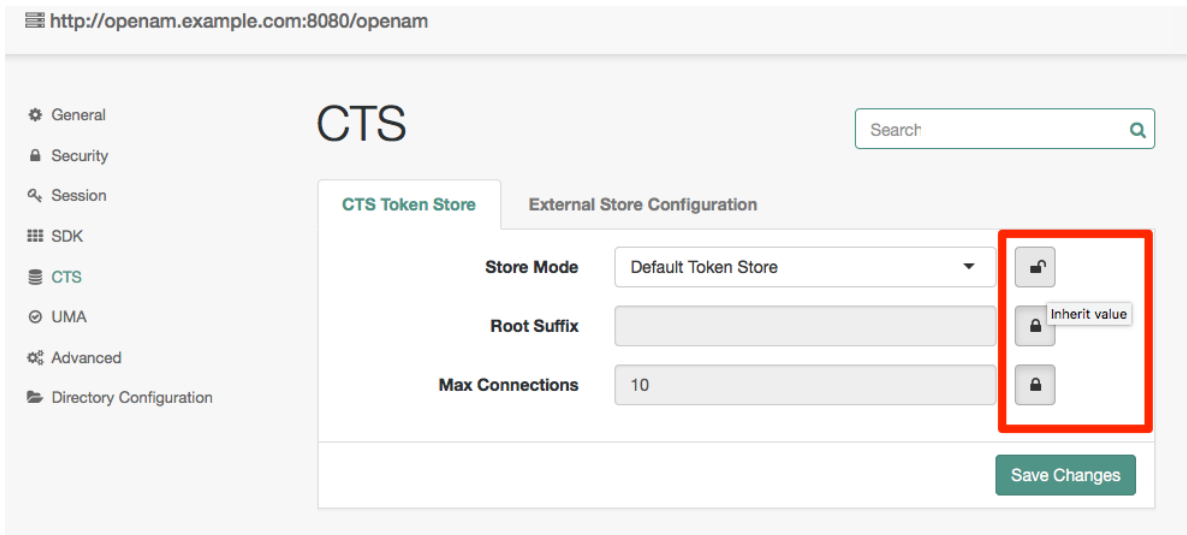 http://openam.example.com:8080/openam
General
Security
Session
SDK
CTS
UMA
Advanced
Directory Configuration
CTS
Search
CTS Token Store
External Store Configuration
Store Mode
Default Token Store
Inherit value
Root Suffix
Max Connections
10
Save Changes